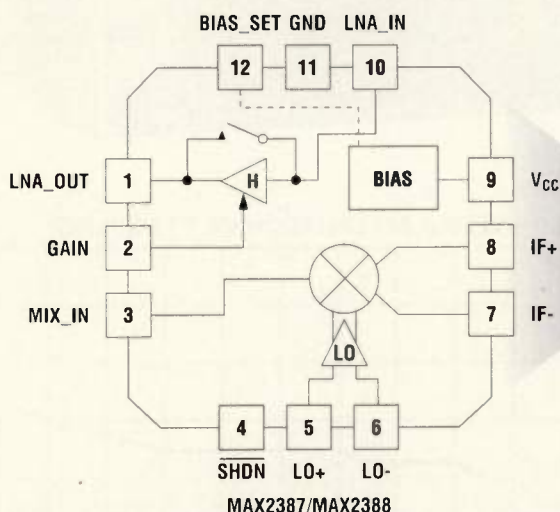 BIAS_SET GND LNA_IN
12 11 10
LNA_OUT 1 H BIAS 9 VCC
GAIN 2 8 IF+
MIX_IN 3 7 IF-
LO
4 5 6
SHDN LO+ LO-
MAX2387/MAX2388